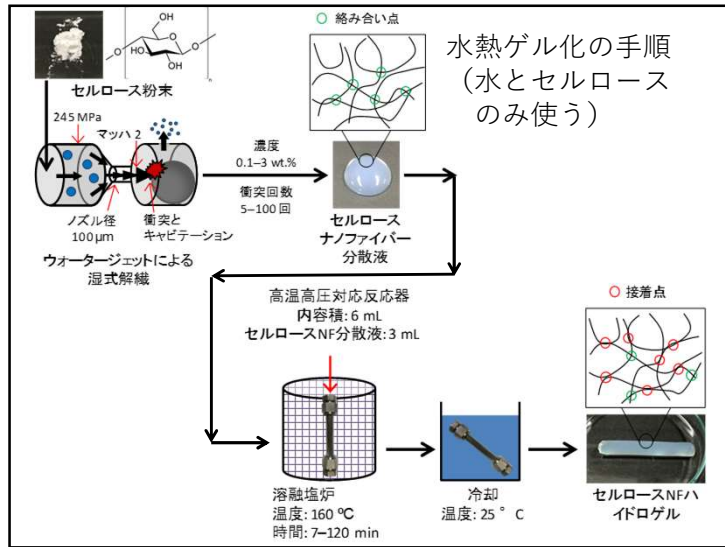 水熱ゲル化の手順
（水とセルロース
のみ使う）
OH
HO
O
OH
O
n
セルロース粉末
245 MPa
マッハ 2
ノズル径
100 μm
衝突と
キャビテーション
ウォータージェットによる
湿式解繊
濃度
0.1–3 wt.%
衝突回数
5–100 回
絡み合い点
セルロース
ナノファイバー
分散液
高温高圧対応反応器
内容積: 6 mL
セルロースNF分散液: 3 mL
溶融塩炉
温度: 160 ºC
時間: 7–120 min
冷却
温度: 25 ° C
接着点
セルロースNFハ
イドロゲル